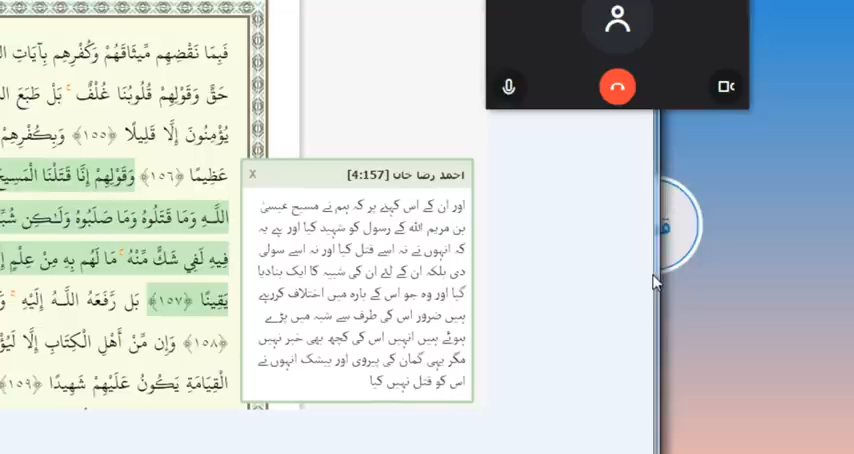 فَبِمَا نَقْضِهِم مِّيثَاقَهُمْ وَكُفْرِهِم بِآيَاتِ
حَقٍّ وَقَوْلِهِمْ قُلُوبُنَا غُلْفٌ ۚ بَلْ طَبَعَ
يُؤْمِنُونَ إِلَّا قَلِيلًا ﴿١٥٥﴾ وَبِكُفْرِهِمْ
عَظِيمًا ﴿١٥٦﴾ وَقَوْلِهِمْ إِنَّا قَتَلْنَا الْمَسِيحَ
اللَّـهِ وَمَا قَتَلُوهُ وَمَا صَلَبُوهُ وَلَـٰكِن
فِيهِ لَفِي شَكٍّ مِّنْهُ ۚ مَا لَهُم بِهِ مِنْ عِلْمٍ
يَقِينًا ﴿١٥٧﴾ بَل رَّفَعَهُ اللَّـهُ إِلَيْهِ ۚ
﴿١٥٨﴾ وَإِن مِّنْ أَهْلِ الْكِتَابِ إِلَّا
الْقِيَامَةِ يَكُونُ عَلَيْهِمْ شَهِيدًا ﴿١٥٩﴾
احمد رضا خان [4:157] X
اور ان کے اس کہنے پر کہ ہم نے مسیح عیسیٰ
بن مریم الله کے رسول کو شہید کیا اور ہے یہ
کہ انہوں نے نہ اسے قتل کیا اور نہ اسے سولی
دی بلکہ ان کے لئے ان کی شبیہ کا ایک بنادیا
گیا اور وہ جو اس کے بارہ میں اختلاف کررہے
ہیں ضرور اس کی طرف سے شبہ میں پڑے
ہوئے ہیں انہیں اس کی کچھ بھی خبر نہیں
مگر یہی گمان کی پیروی اور بیشک انہوں نے
اس کو قتل نہیں کیا